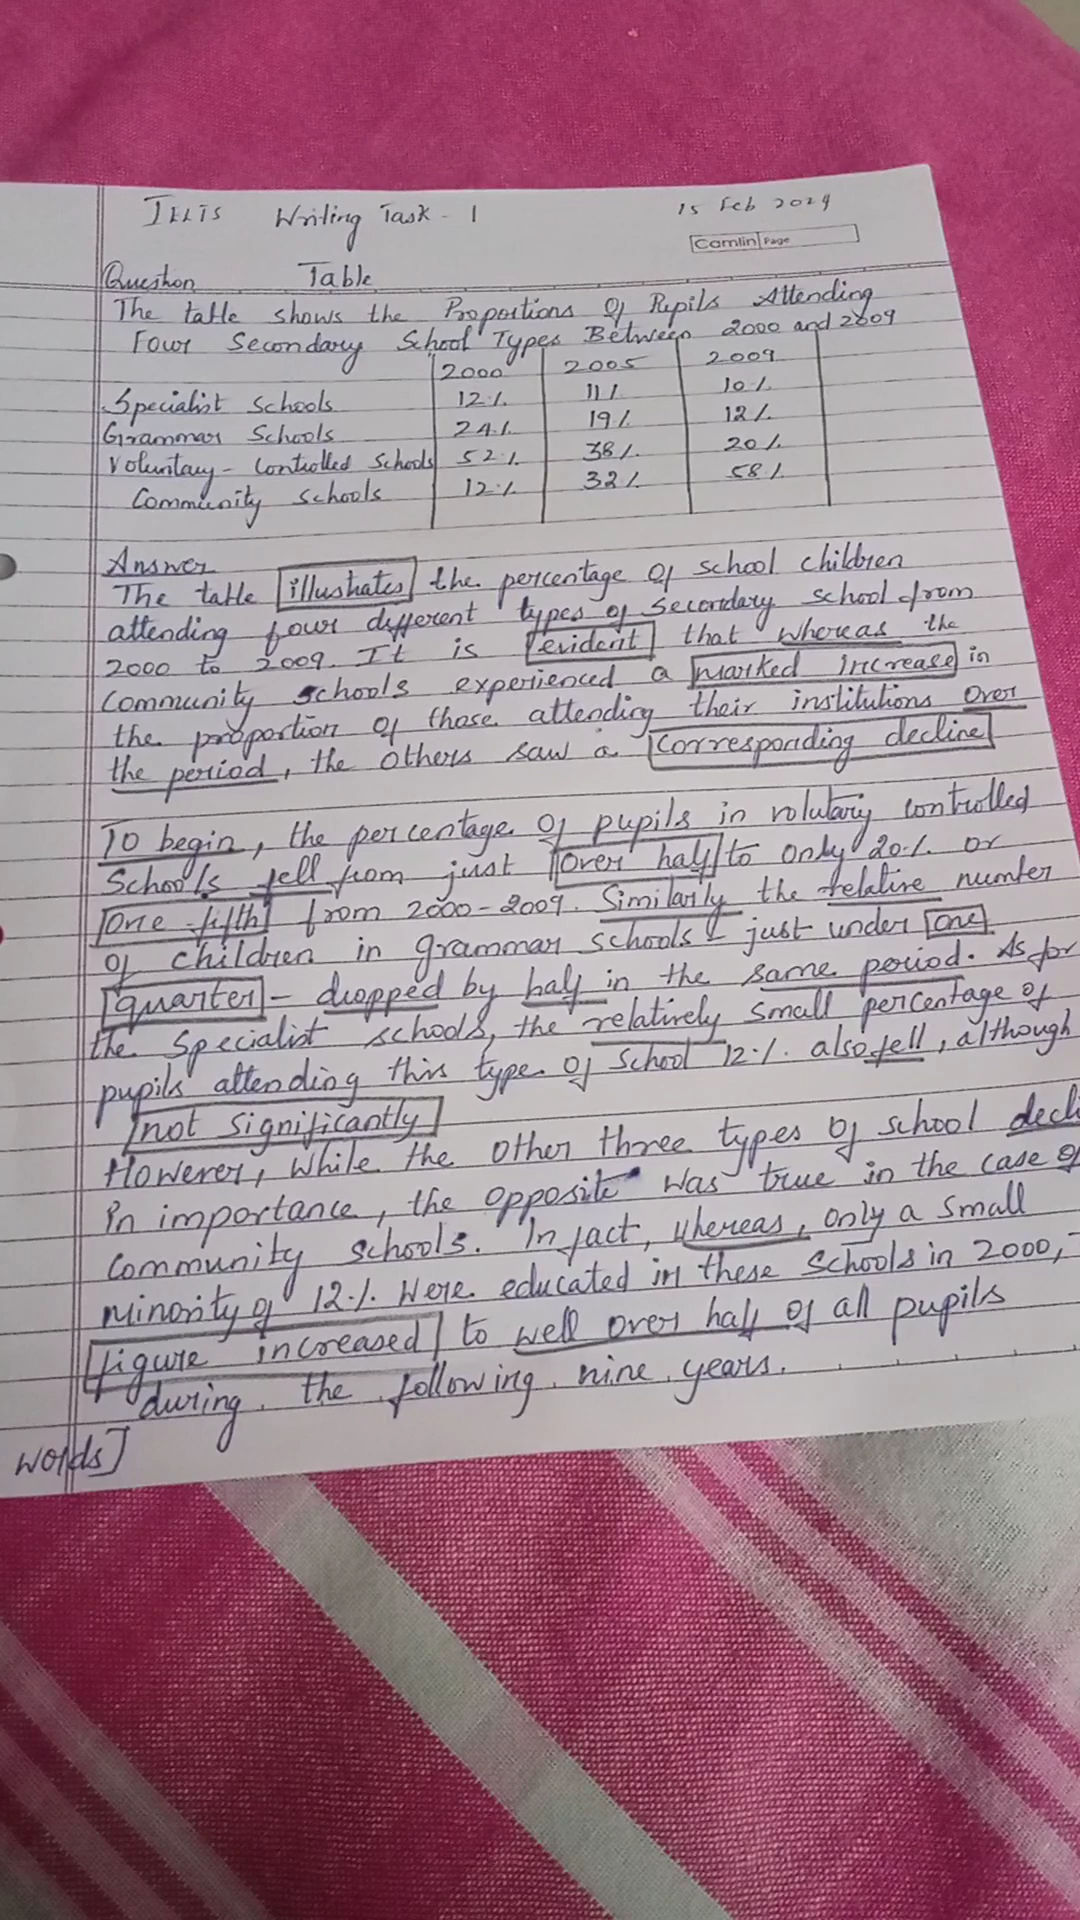 IELTS Writing Task - 1 15 Feb 2024
Camlin Page
Question Table
The table shows the Proportions Of Pupils Attending
Four Secondary School Types Between 2000 and 2009
2000 2005 2009
Specialist Schools 12% 11% 10%
Grammar Schools 24% 19% 12%
Voluntary-Controlled Schools 52% 38% 20%
Community Schools 12% 32% 58%
Answer
The table illustrates the percentage of school children
attending four different types of secondary school from
2000 to 2009. It is evident that whereas the
Community schools experienced a marked increase in
the proportion of those attending their institutions over
the period, the others saw a corresponding decline
To begin, the percentage of pupils in volutary controlled
Schools fell from just over half to only 20% or
one-fifth from 2000-2009. Similarly the relative number
of children in grammar schools - just under one
quarter - dropped by half in the same period. As for
the Specialist schools, the relatively small percentage of
pupils attending this type of School 12% also fell, although
not significantly
However, while the other three types of school
in importance, the opposite was true in the case of
Community schools. In fact, whereas, only a small
minority of 12% were educated in these Schools in 2000,
figure increased to well over half of all pupils
during the following nine years.
words]